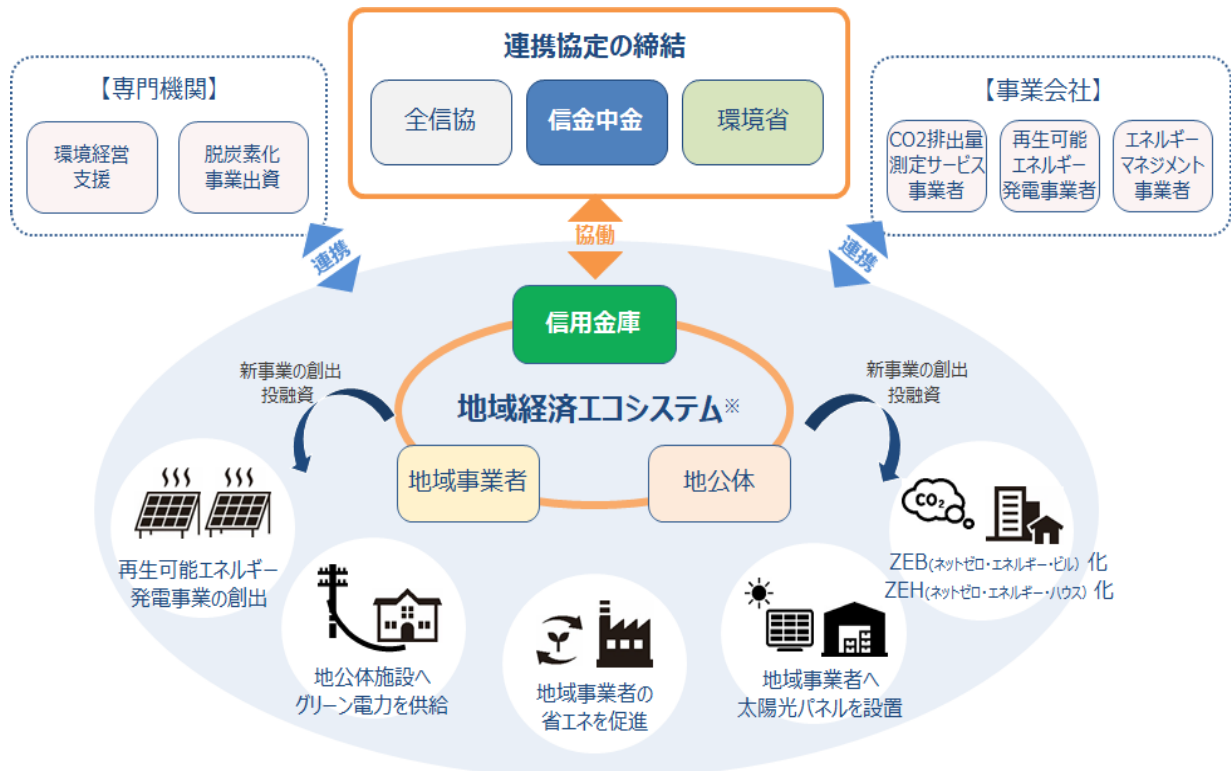 連携協定の締結
全信協
信金中金
環境省
【専門機関】
環境経営
支援
脱炭素化
事業出資
【事業会社】
CO2排出量
測定サービス
事業者
再生可能
エネルギー
発電事業者
エネルギー
マネジメント
事業者
連携
協働
連携
信用金庫
地域経済エコシステム※
地域事業者
地公体
新事業の創出
投融資
新事業の創出
投融資
再生可能エネルギー
発電事業の創出
地公体施設へ
グリーン電力を供給
地域事業者の
省エネを促進
地域事業者へ
太陽光パネルを設置
CO₂
ZEB(ネットゼロ・エネルギー・ビル) 化
ZEH(ネットゼロ・エネルギー・ハウス) 化